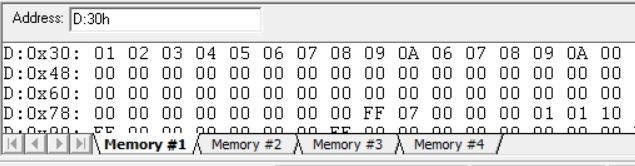 Address: D:30h
D:0x30: 01 02 03 04 05 06 07 08 09 0A 06 07 08 09 0A 00
D:0x48: 00 00 00 00 00 00 00 00 00 00 00 00 00 00 00 00
D:0x60: 00 00 00 00 00 00 00 00 00 00 00 00 00 00 00 00
D:0x78: 00 00 00 00 00 00 00 00 FF 07 00 00 00 01 01 10
Memory #1 Memory #2 Memory #3 Memory #4